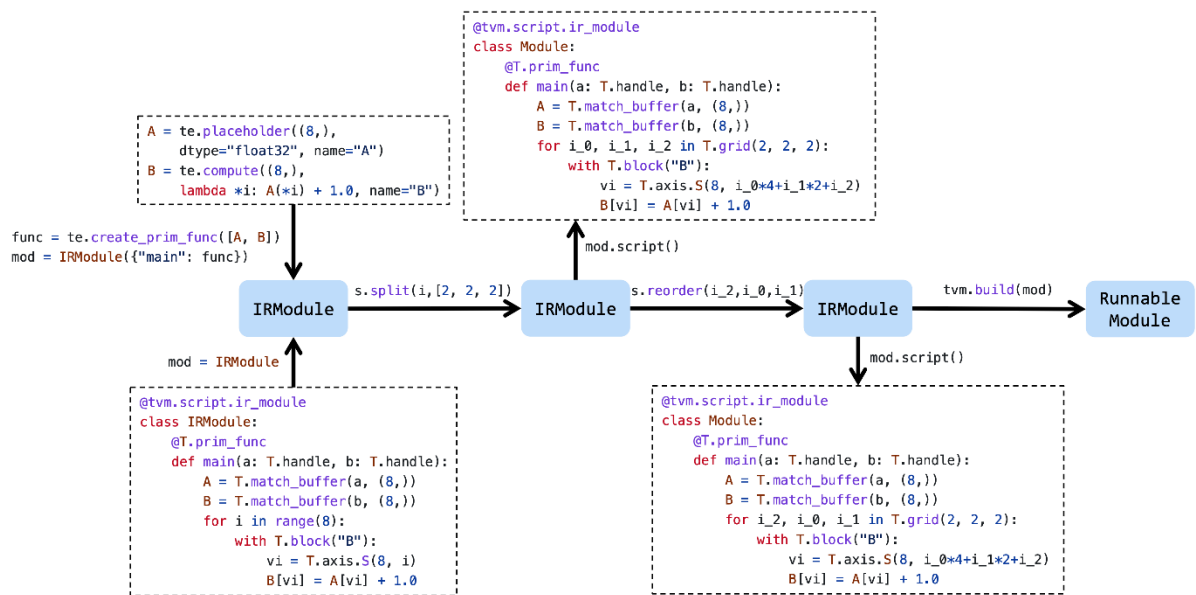 @tvm.script.ir_module
class Module:
    @T.prim_func
    def main(a: T.handle, b: T.handle):
        A = T.match_buffer(a, (8,))
        B = T.match_buffer(b, (8,))
        for i_0, i_1, i_2 in T.grid(2, 2, 2):
            with T.block("B"):
                vi = T.axis.S(8, i_0*4+i_1*2+i_2)
                B[vi] = A[vi] + 1.0
A = te.placeholder((8,),
    dtype="float32", name="A")
B = te.compute((8,),
    lambda *i: A(*i) + 1.0, name="B")
func = te.create_prim_func([A, B])
mod = IRModule({"main": func})
mod.script()
IRModule
s.split(i,[2, 2, 2])
IRModule
s.reorder(i_2,i_0,i_1)
IRModule
tvm.build(mod)
Runnable
Module
mod = IRModule
mod.script()
@tvm.script.ir_module
class IRModule:
    @T.prim_func
    def main(a: T.handle, b: T.handle):
        A = T.match_buffer(a, (8,))
        B = T.match_buffer(b, (8,))
        for i in range(8):
            with T.block("B"):
                vi = T.axis.S(8, i)
                B[vi] = A[vi] + 1.0
@tvm.script.ir_module
class Module:
    @T.prim_func
    def main(a: T.handle, b: T.handle):
        A = T.match_buffer(a, (8,))
        B = T.match_buffer(b, (8,))
        for i_2, i_0, i_1 in T.grid(2, 2, 2):
            with T.block("B"):
                vi = T.axis.S(8, i_0*4+i_1*2+i_2)
                B[vi] = A[vi] + 1.0